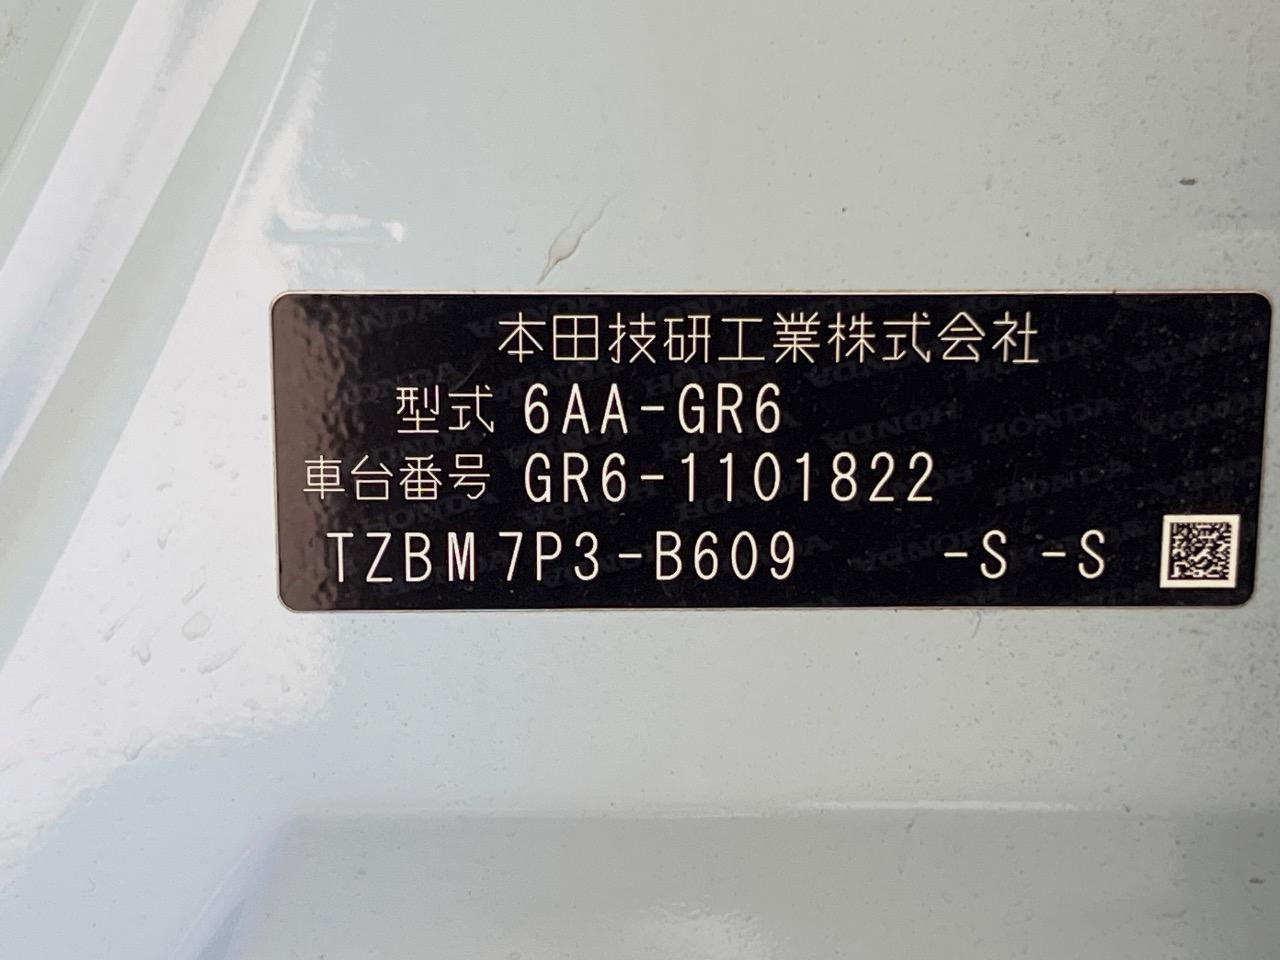 本田技研工業株式会社
型式 6AA-GR6
車台番号 GR6-1101822
TZBM 7P3-B609 -S -S